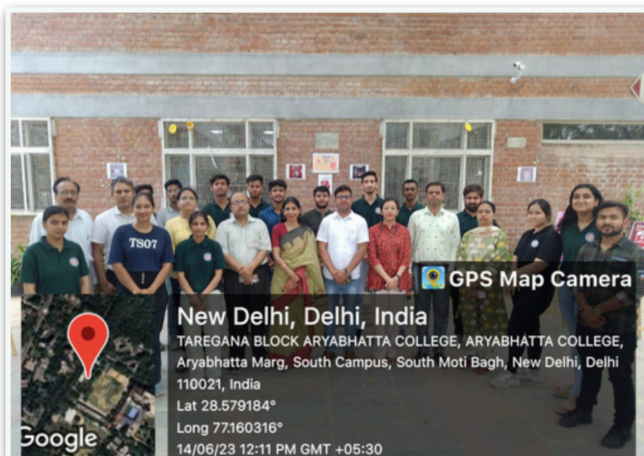 TS07
GPS Map Camera
New Delhi, Delhi, India
TAREGANA BLOCK ARYABHATTA COLLEGE, ARYABHATTA COLLEGE,
Aryabhatta Marg, South Campus, South Moti Bagh, New Delhi, Delhi
110021, India
Lat 28.579184°
Long 77.160316°
14/06/23 12:11 PM GMT +05:30
Google